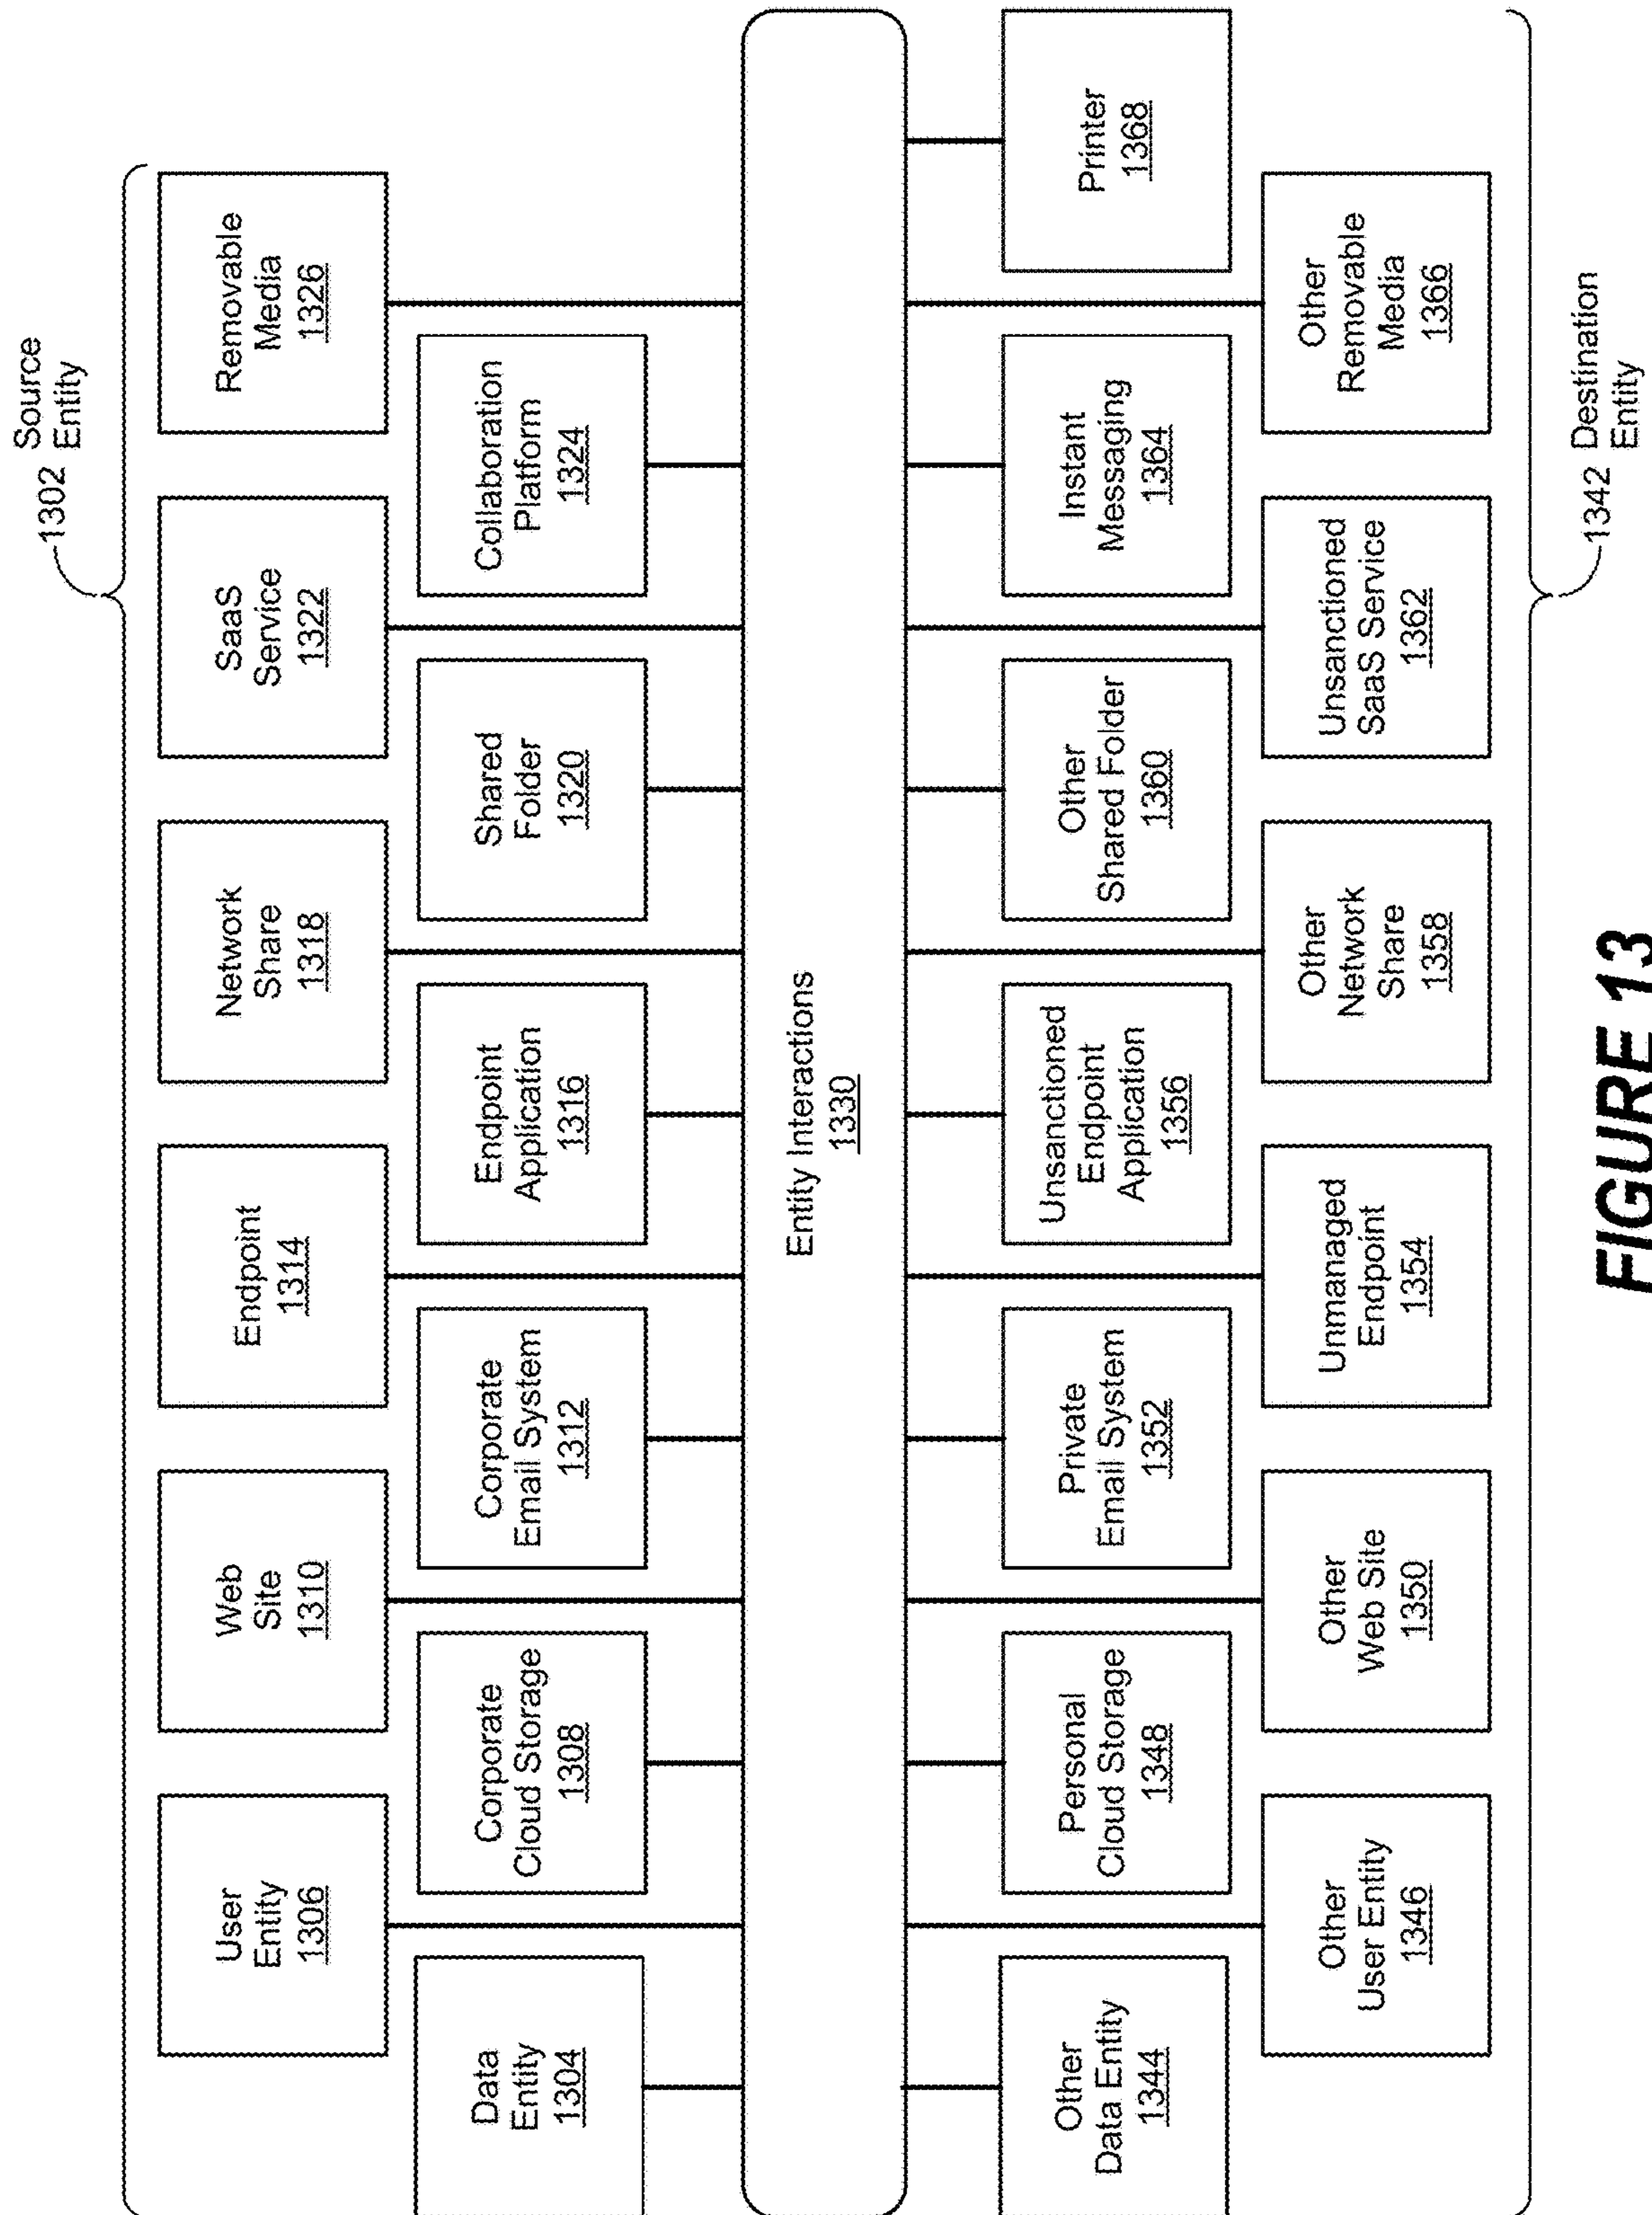 1302 Source
Entity
User
Entity
1306
Web
Site
1310
Endpoint
1314
Network
Share
1318
SaaS
Service
1322
Removable
Media
1326
Data
Entity
1304
Corporate
Cloud Storage
1308
Corporate
Email System
1312
Endpoint
Application
1316
Shared
Folder
1320
Collaboration
Platform
1324
Entity Interactions
1330
Other
Data Entity
1344
Personal
Cloud Storage
1348
Private
Email System
1352
Unsanctioned
Endpoint
Application
1356
Other
Shared Folder
1360
Instant
Messaging
1364
Printer
1368
Other
User Entity
1346
Other
Web Site
1350
Unmanaged
Endpoint
1354
Other
Network
Share
1358
Unsanctioned
SaaS Service
1362
Other
Removable
Media
1366
1342 Destination
Entity
FIGURE 13